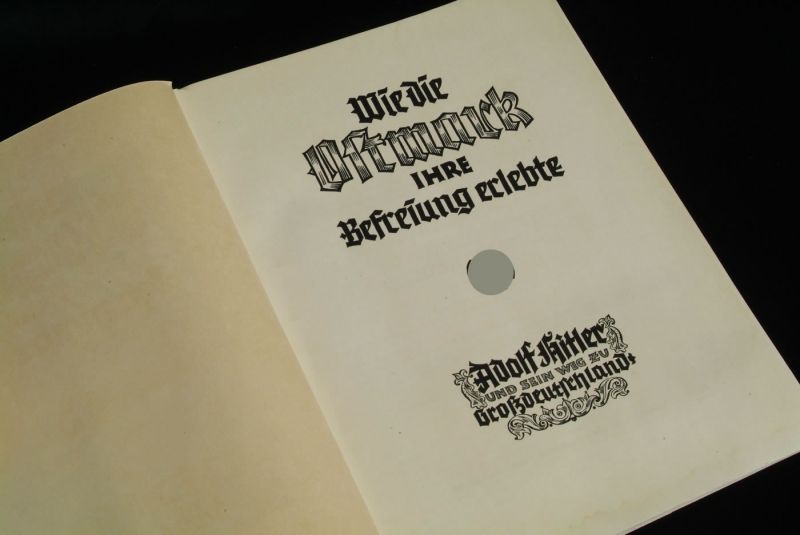 Wie die
Ostmark
IHRE
Befreiung erlebte
Adolf Hitler
UND SEIN WEG ZU
Großdeutschland